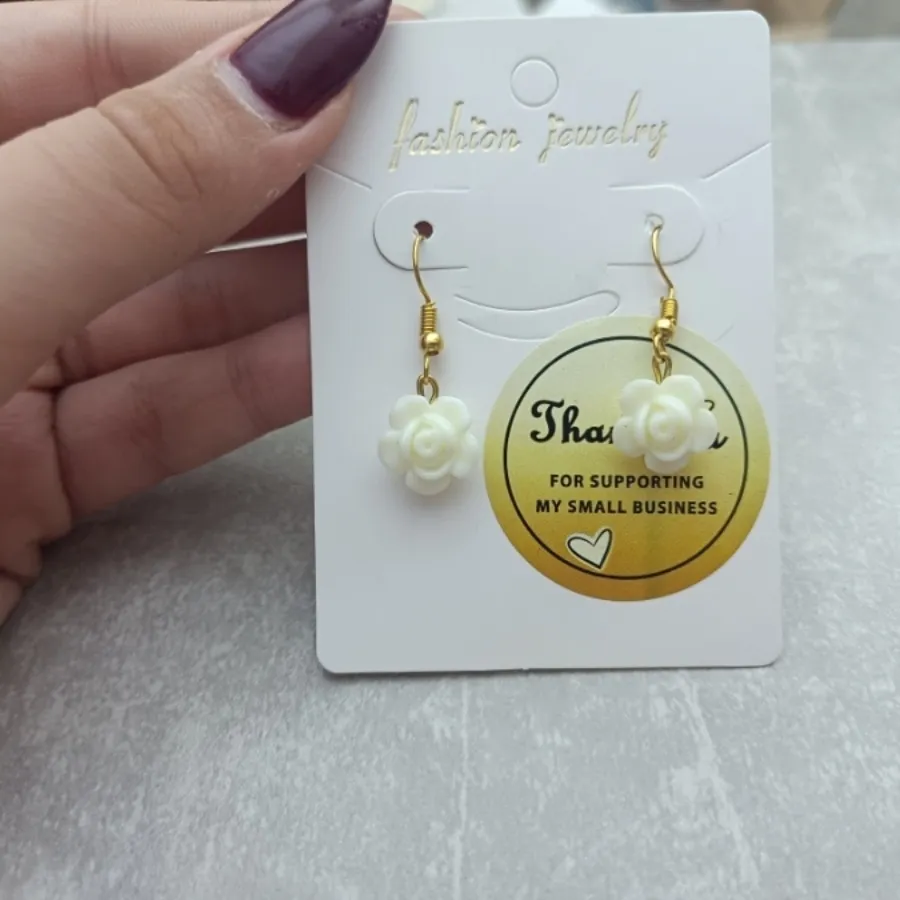 fashion jewelry
FOR SUPPORTING
MY SMALL BUSINESS